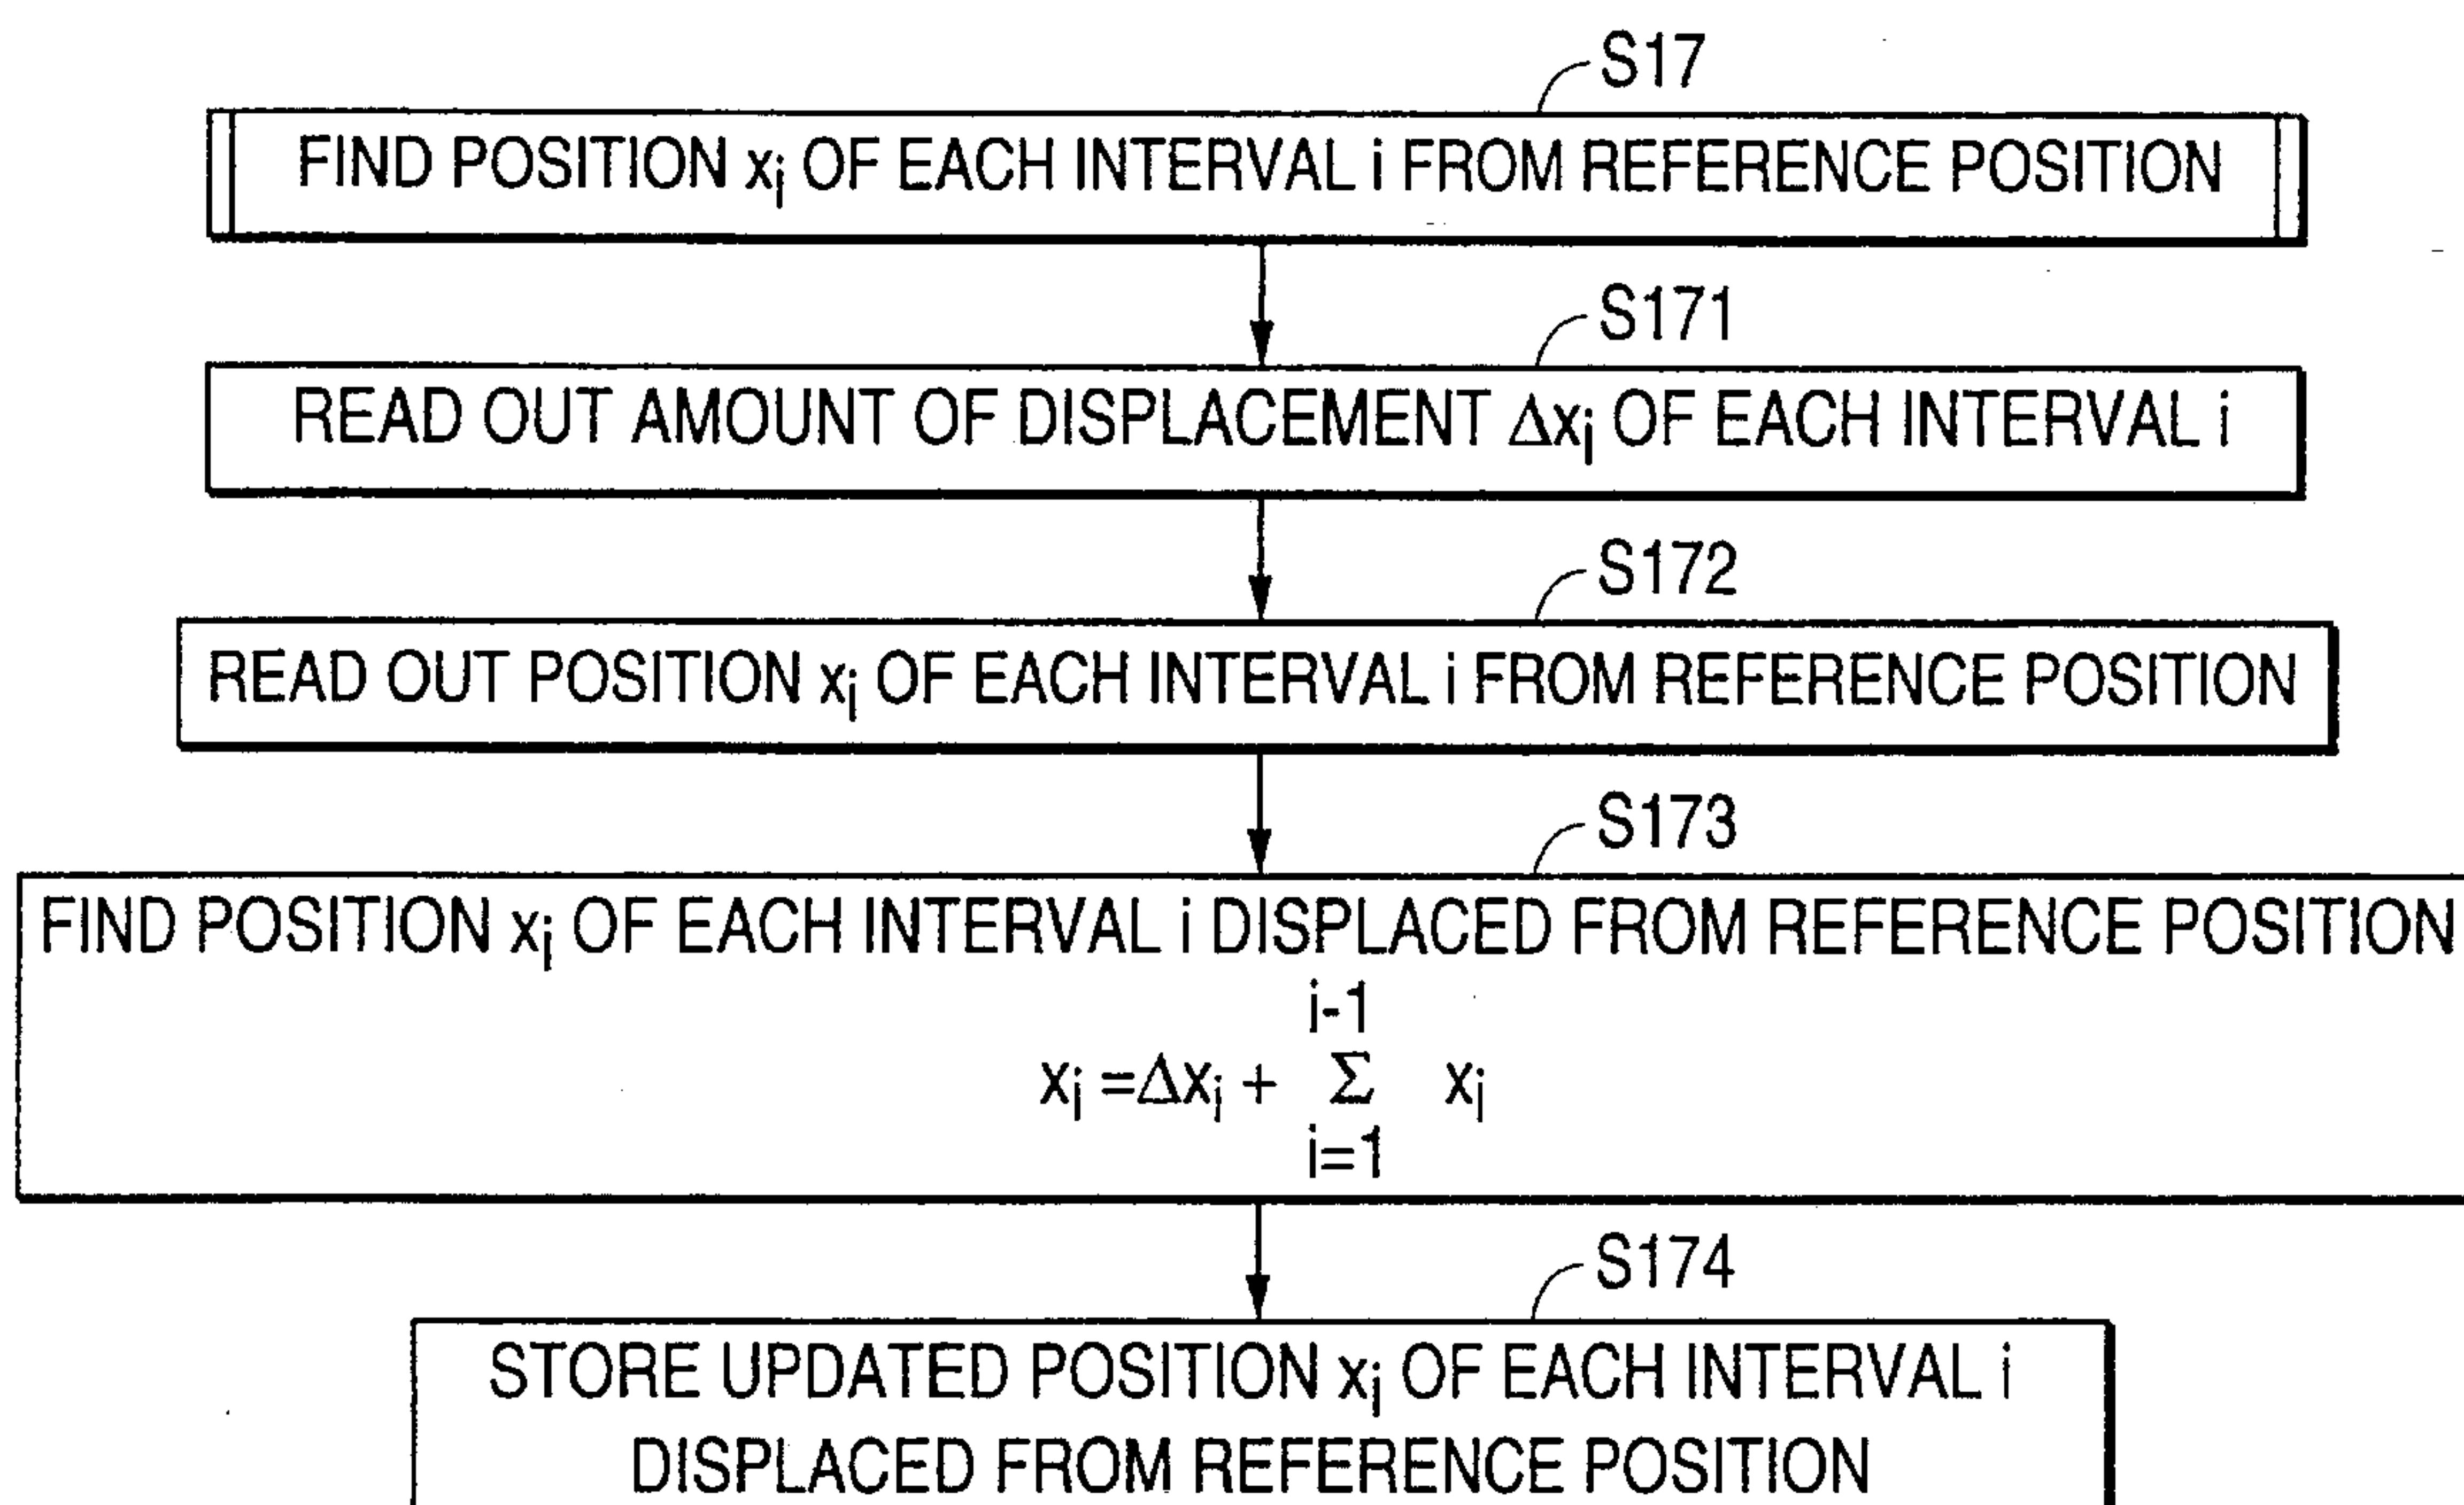 S17
FIND POSITION xi OF EACH INTERVAL i FROM REFERENCE POSITION
S171
READ OUT AMOUNT OF DISPLACEMENT Δxi OF EACH INTERVAL i
S172
READ OUT POSITION xi OF EACH INTERVAL i FROM REFERENCE POSITION
S173
FIND POSITION xi OF EACH INTERVAL i DISPLACED FROM REFERENCE POSITION
i-1
xi =Δxi + Σ xi
i=1
S174
STORE UPDATED POSITION xi OF EACH INTERVAL i
DISPLACED FROM REFERENCE POSITION